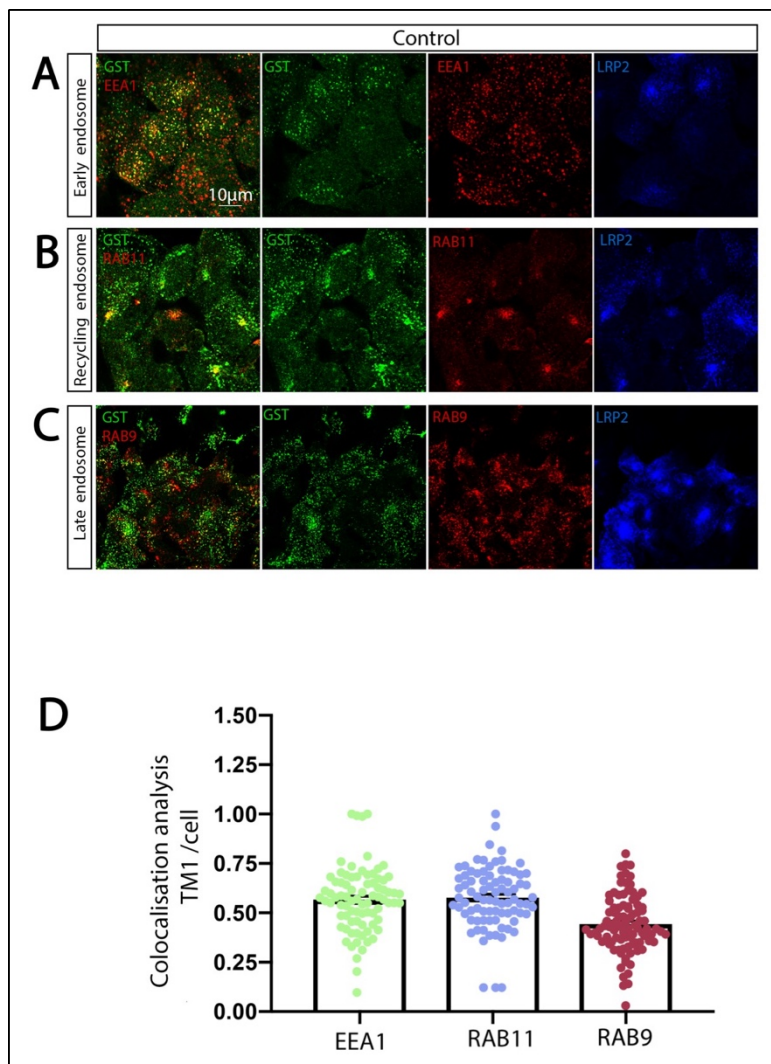 Control
A
Early endosome
GST
EEA1
10µm
GST
EEA1
LRP2
B
Recycling endosome
GST
RAB11
GST
RAB11
LRP2
C
Late endosome
GST
RAB9
GST
RAB9
LRP2
D
Colocalisation analysis
TM1 /cell
1.50
1.25
1.00
0.75
0.50
0.25
0.00
EEA1
RAB11
RAB9